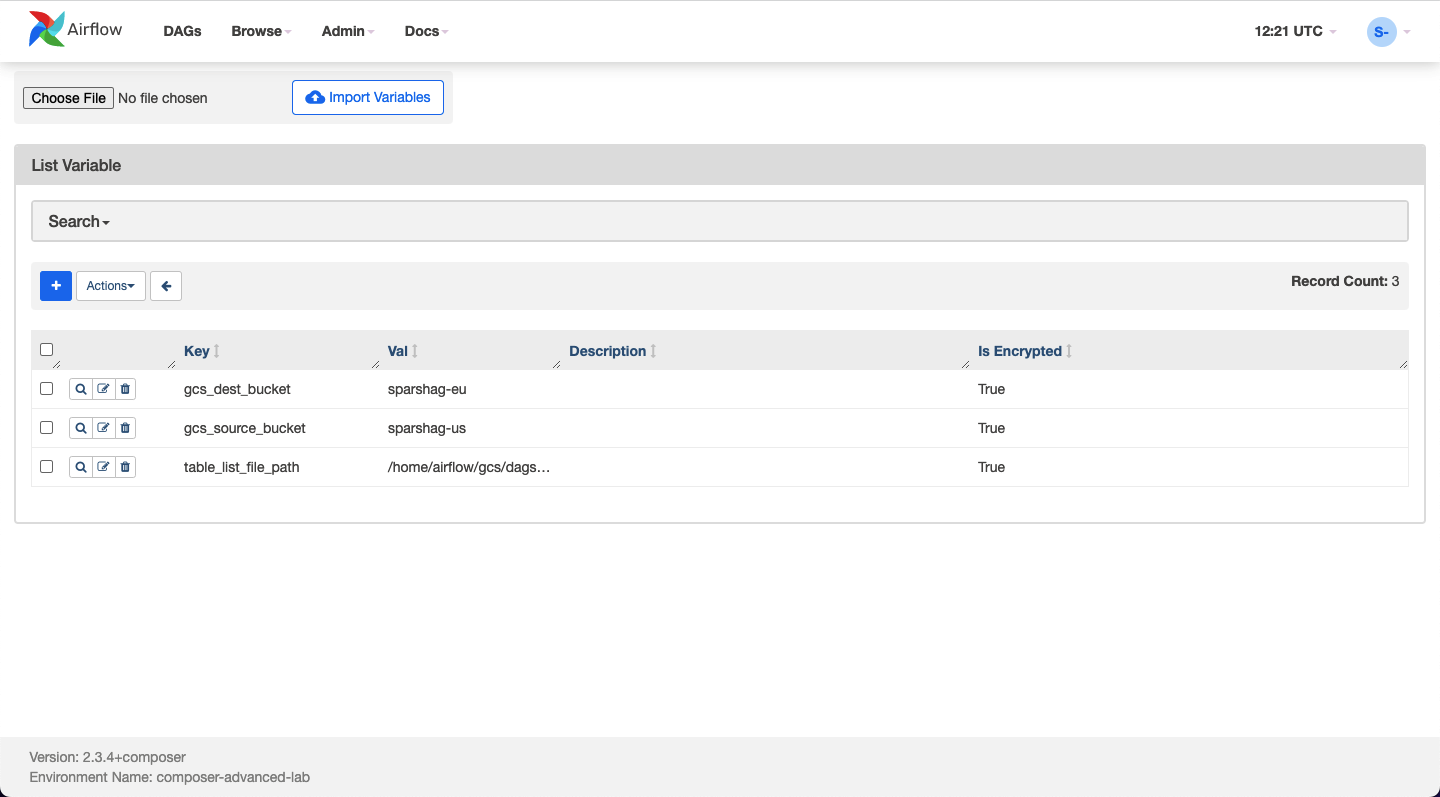 Airflow DAGs Browse Admin Docs 12:21 UTC S-
Choose File No file chosen Import Variables
List Variable
Search
+ Actions Record Count: 3
Key Val Description Is Encrypted
gcs_dest_bucket sparshag-eu True
gcs_source_bucket sparshag-us True
table_list_file_path /home/airflow/gcs/dags… True
Version: 2.3.4+composer
Environment Name: composer-advanced-lab